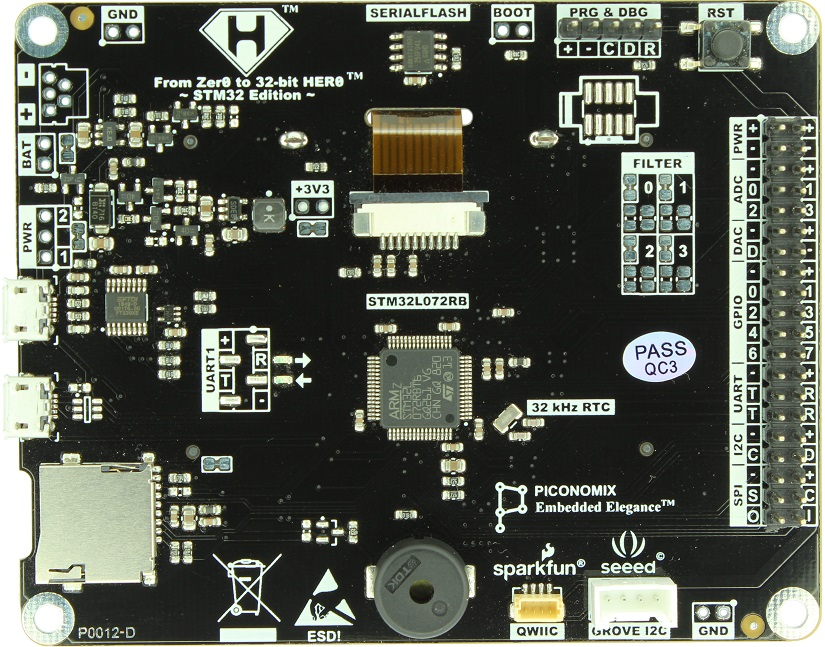 GND
H
TM
SERIALFLASH
BOOT
PRG & DBG
+ - C D R
RST
From Zer0 to 32-bit HER0™
~ STM32 Edition ~
-
+
BAT
+3V3
PWR
2
1
FILTER
0 1
2 3
PWR + -
ADC - + 0 1 2 3
DAC - + D -
GPIO - + 0 1 2 3 4 5 6 7
UART - + T R T R
I2C - + C D
SPI - + S C O I
K
STM32L072RB
UART1
+
R
T
-
ARM
32 kHz RTC
PASS
QC3
PICONOMIX
Embedded Elegance™
TDK
sparkfun®
seeed©
P0012-D
ESD!
QWIIC
GROVE I2C
GND